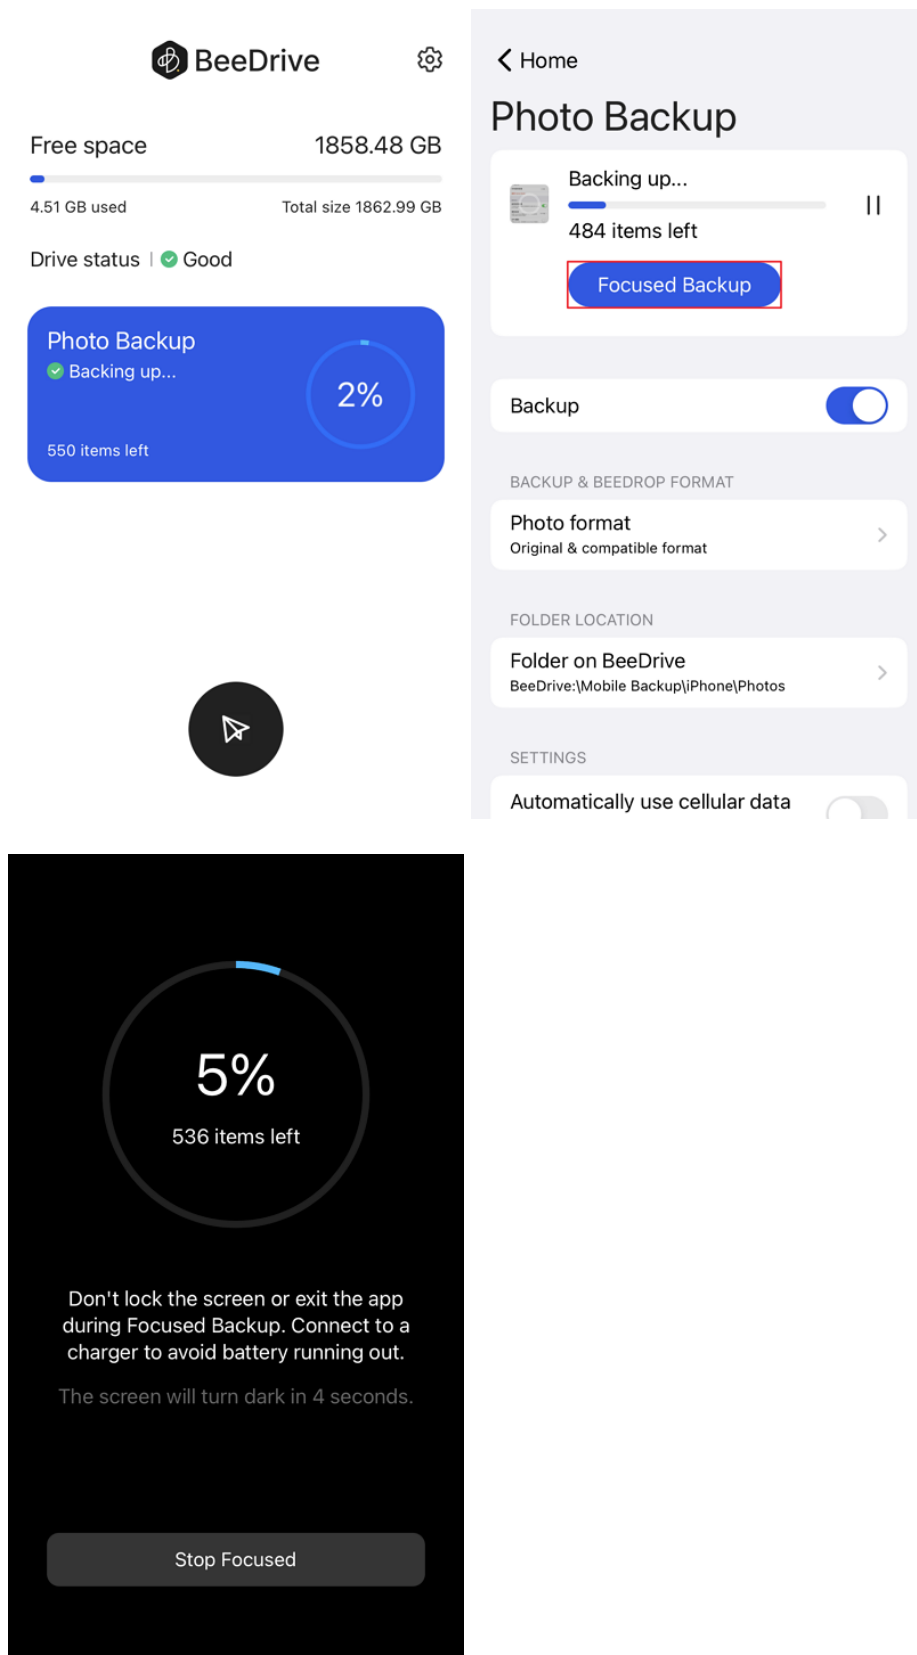 BeeDrive
Free space 1858.48 GB
4.51 GB used Total size 1862.99 GB
Drive status | Good
Photo Backup
Backing up...
2%
550 items left
Home
Photo Backup
Backing up...
484 items left
Focused Backup
Backup
BACKUP & BEEDROP FORMAT
Photo format
Original & compatible format
FOLDER LOCATION
Folder on BeeDrive
BeeDrive:\Mobile Backup\iPhone\Photos
SETTINGS
Automatically use cellular data
5%
536 items left
Don't lock the screen or exit the app
during Focused Backup. Connect to a
charger to avoid battery running out.
The screen will turn dark in 4 seconds.
Stop Focused